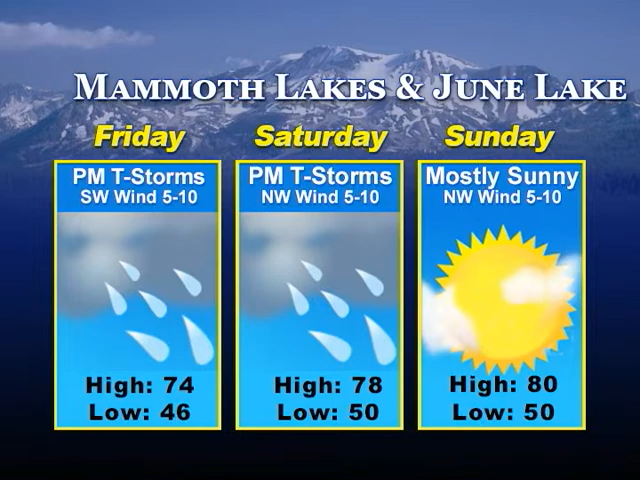 Mammoth Lakes & June Lake
Friday
Saturday
Sunday
PM T-Storms
SW Wind 5-10
High: 74
Low: 46
PM T-Storms
NW Wind 5-10
High: 78
Low: 50
Mostly Sunny
NW Wind 5-10
High: 80
Low: 50